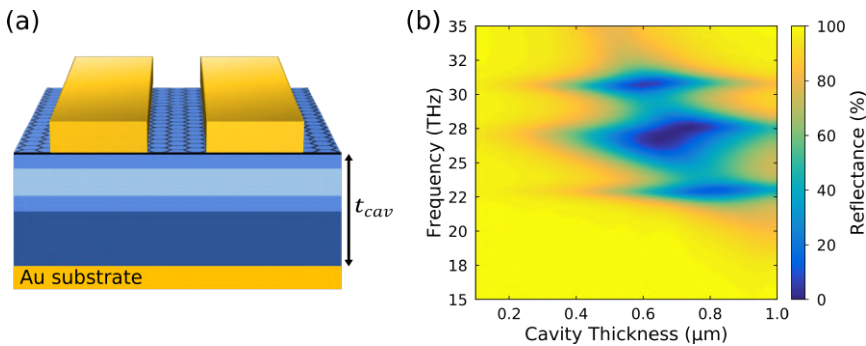 (a)
t_cav
Au substrate
(b)
Frequency (THz)
35
32
30
28
25
22
20
18
15
0.2
0.4
0.6
0.8
1.0
Cavity Thickness (μm)
100
80
60
40
20
0
Reflectance (%)